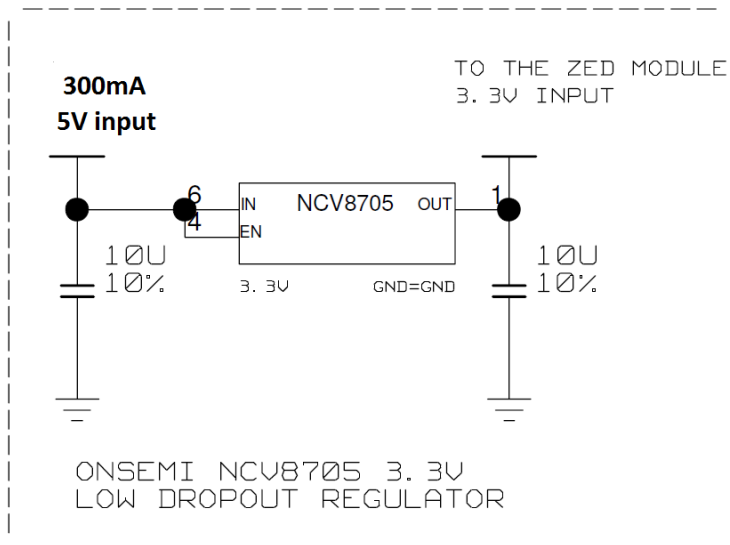 300mA
5V input
TO THE ZED MODULE
3.3V INPUT
6
4
IN
EN
NCV8705
OUT
1
10U
10%
3.3V
GND=GND
10U
10%
ONSEMI NCV8705 3.3V
LOW DROPOUT REGULATOR